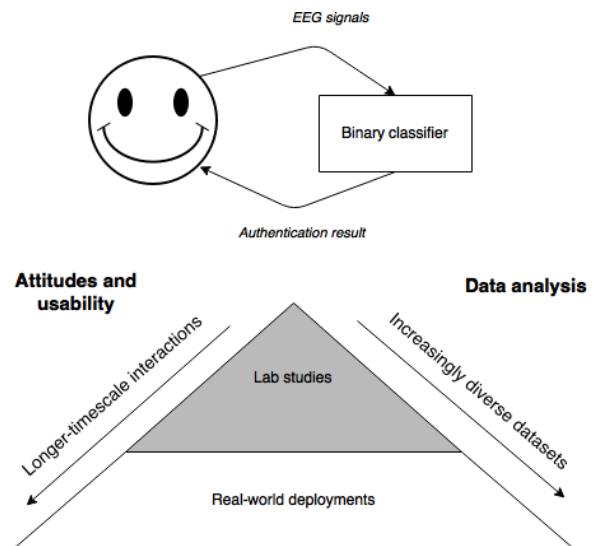 EEG signals
Binary classifier
Authentication result
Attitudes and
usability
Data analysis
Longer-timescale interactions
Increasingly diverse datasets
Lab studies
Real-world deployments